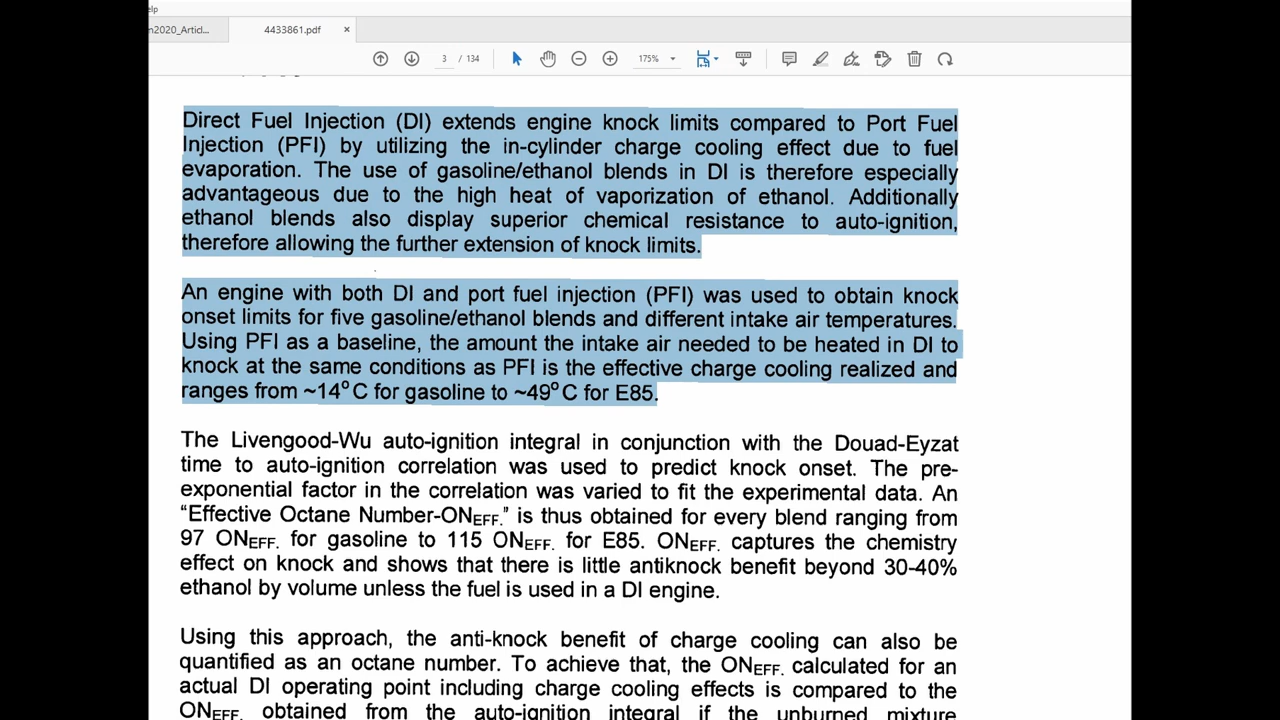 elp
n2020_Articl...
4433861.pdf
3 / 134
175%
Direct Fuel Injection (DI) extends engine knock limits compared to Port Fuel
Injection (PFI) by utilizing the in-cylinder charge cooling effect due to fuel
evaporation. The use of gasoline/ethanol blends in DI is therefore especially
advantageous due to the high heat of vaporization of ethanol. Additionally
ethanol blends also display superior chemical resistance to auto-ignition,
therefore allowing the further extension of knock limits.
An engine with both DI and port fuel injection (PFI) was used to obtain knock
onset limits for five gasoline/ethanol blends and different intake air temperatures.
Using PFI as a baseline, the amount the intake air needed to be heated in DI to
knock at the same conditions as PFI is the effective charge cooling realized and
ranges from ~14°C for gasoline to ~49°C for E85.
The Livengood-Wu auto-ignition integral in conjunction with the Douad-Eyzat
time to auto-ignition correlation was used to predict knock onset. The pre-
exponential factor in the correlation was varied to fit the experimental data. An
“Effective Octane Number-ONEFF.” is thus obtained for every blend ranging from
97 ONEFF. for gasoline to 115 ONEFF. for E85. ONEFF. captures the chemistry
effect on knock and shows that there is little antiknock benefit beyond 30-40%
ethanol by volume unless the fuel is used in a DI engine.
Using this approach, the anti-knock benefit of charge cooling can also be
quantified as an octane number. To achieve that, the ONEFF. calculated for an
actual DI operating point including charge cooling effects is compared to the
ONEFF. obtained from the auto-ignition integral if the unburned mixture